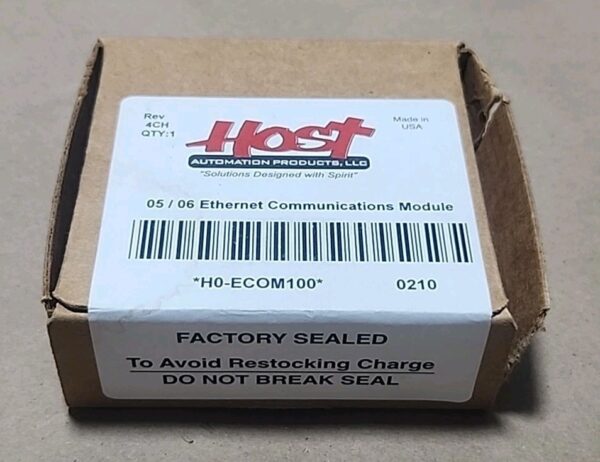 Rev
4CH
QTY:1
Made in
USA
HOST
AUTOMATION PRODUCTS, LLC
"Solutions Designed with Spirit"
05 / 06 Ethernet Communications Module
*H0-ECOM100*
0210
FACTORY SEALED
To Avoid Restocking Charge
DO NOT BREAK SEAL